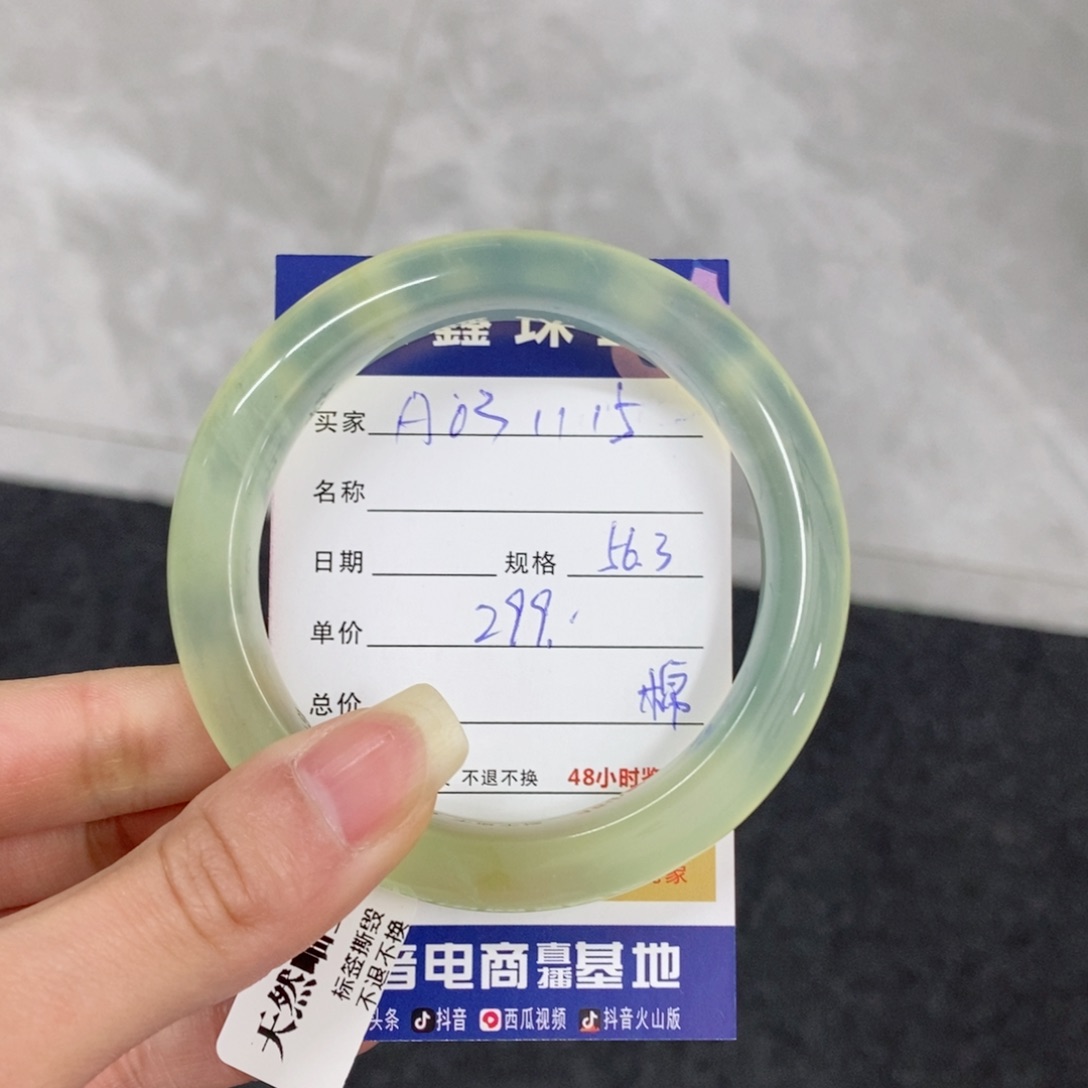 鑫珠
买家 A03 11 15
名称
日期 规格 56.3
单价 299.
总价 棉
不退不换 48小时鉴
家
音电商直播基地
头条 抖音 西瓜视频 抖音火山版
天然
标签撕毁
不退不换